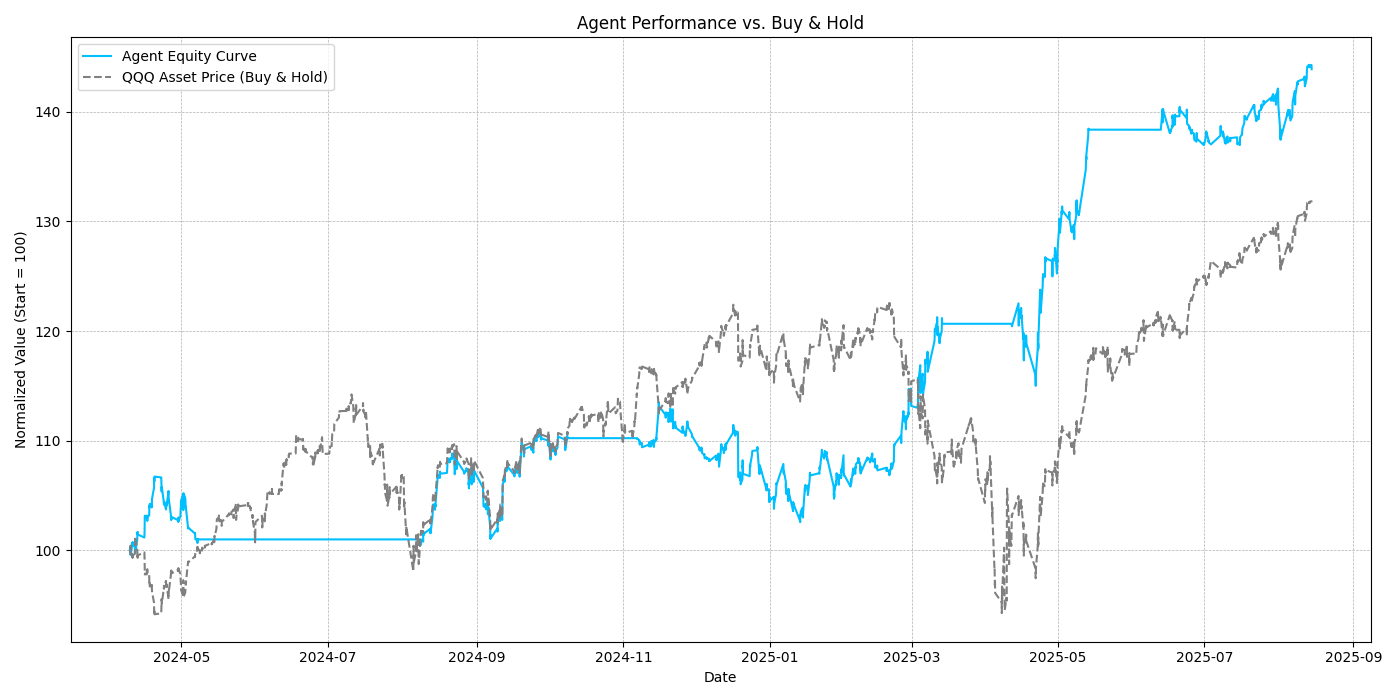 Agent Performance vs. Buy & Hold
Agent Equity Curve
QQQ Asset Price (Buy & Hold)
Normalized Value (Start = 100)
140
130
120
110
100
2024-05
2024-07
2024-09
2024-11
2025-01
2025-03
2025-05
2025-07
2025-09
Date